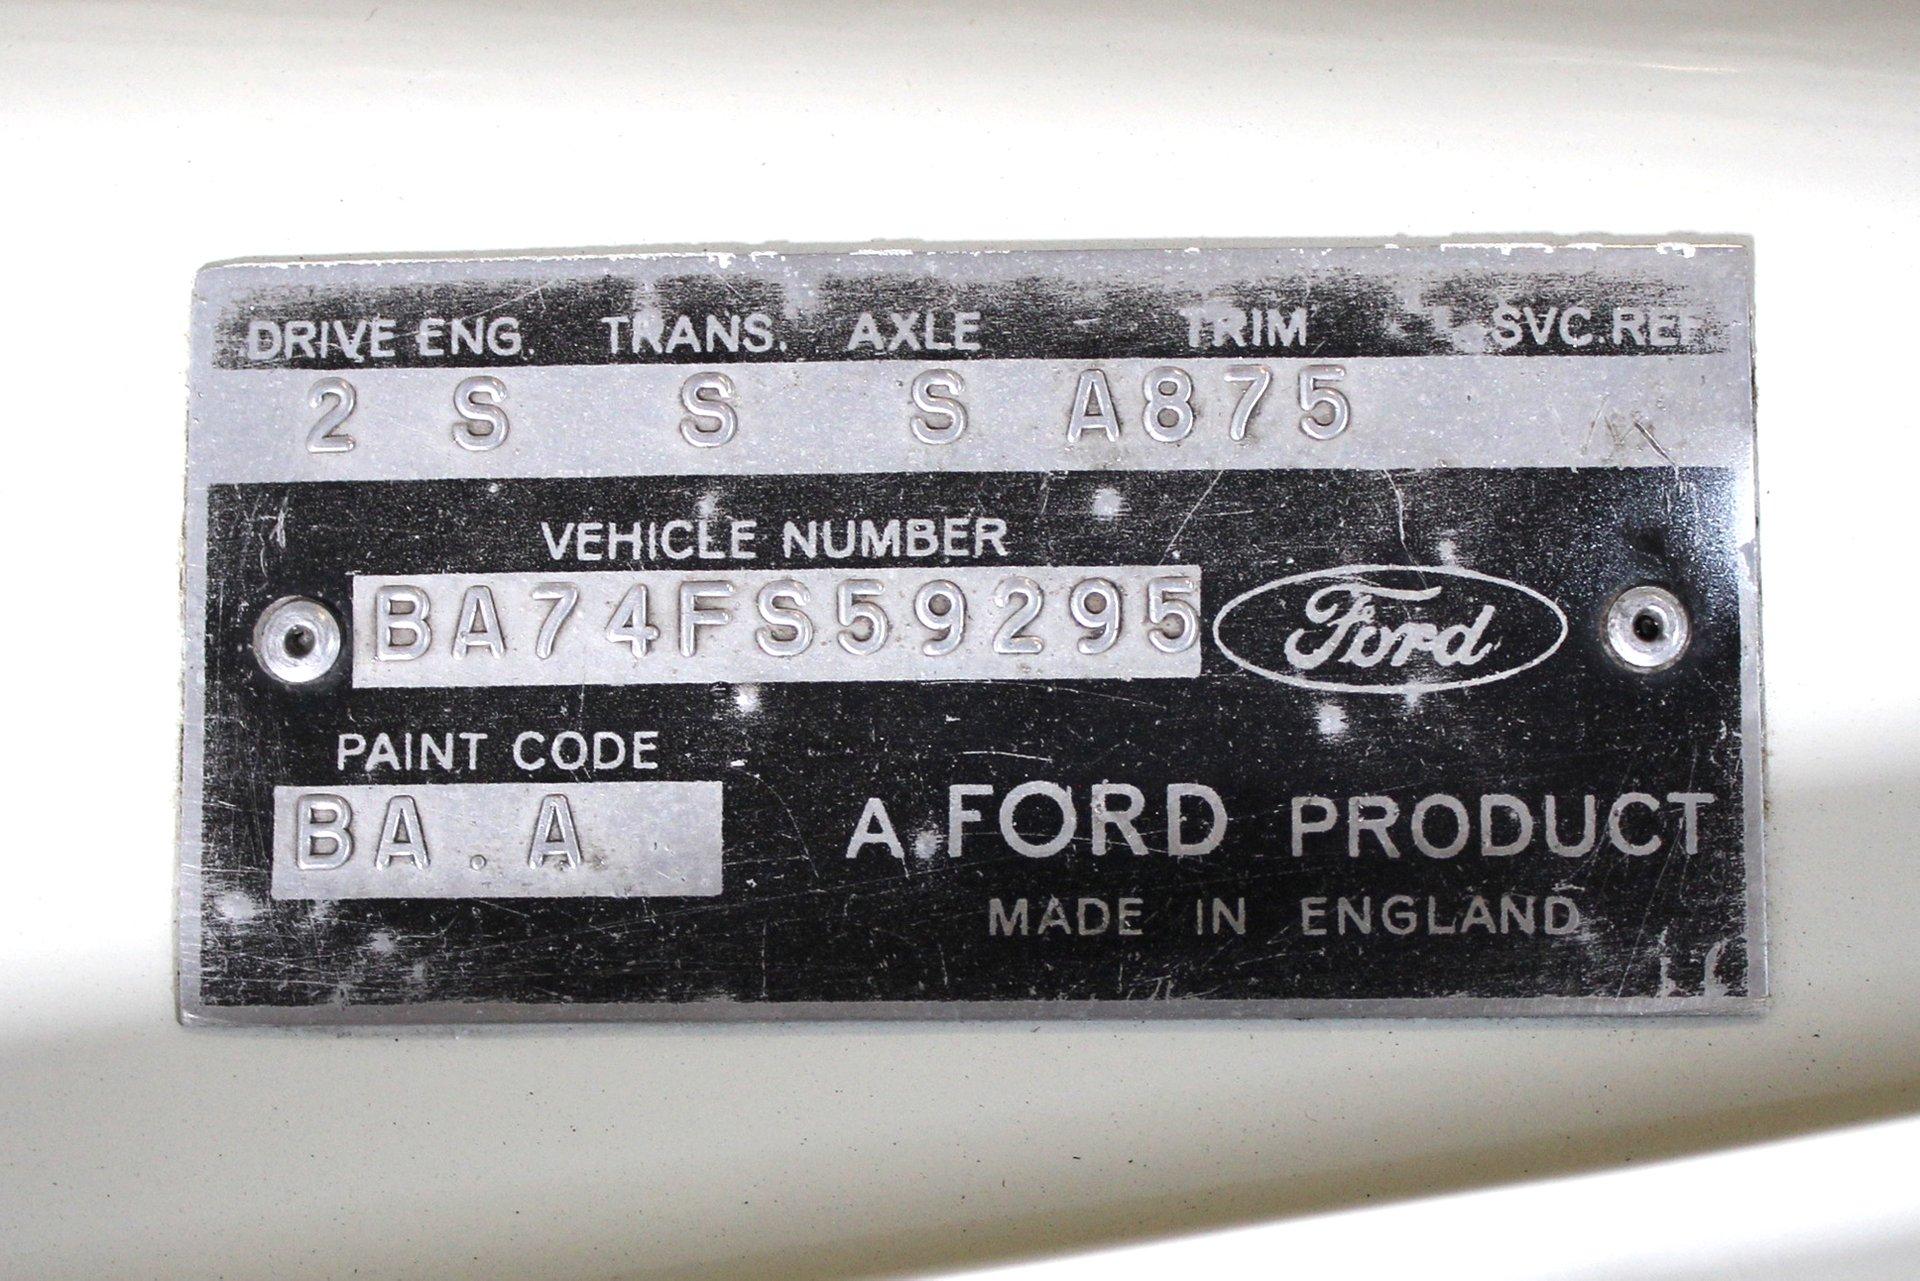 DRIVE ENG. TRANS. AXLE TRIM SVC. REF.
2 S S S A875
VEHICLE NUMBER
BA74FS59295
Ford
PAINT CODE
BA.A
A FORD PRODUCT
MADE IN ENGLAND